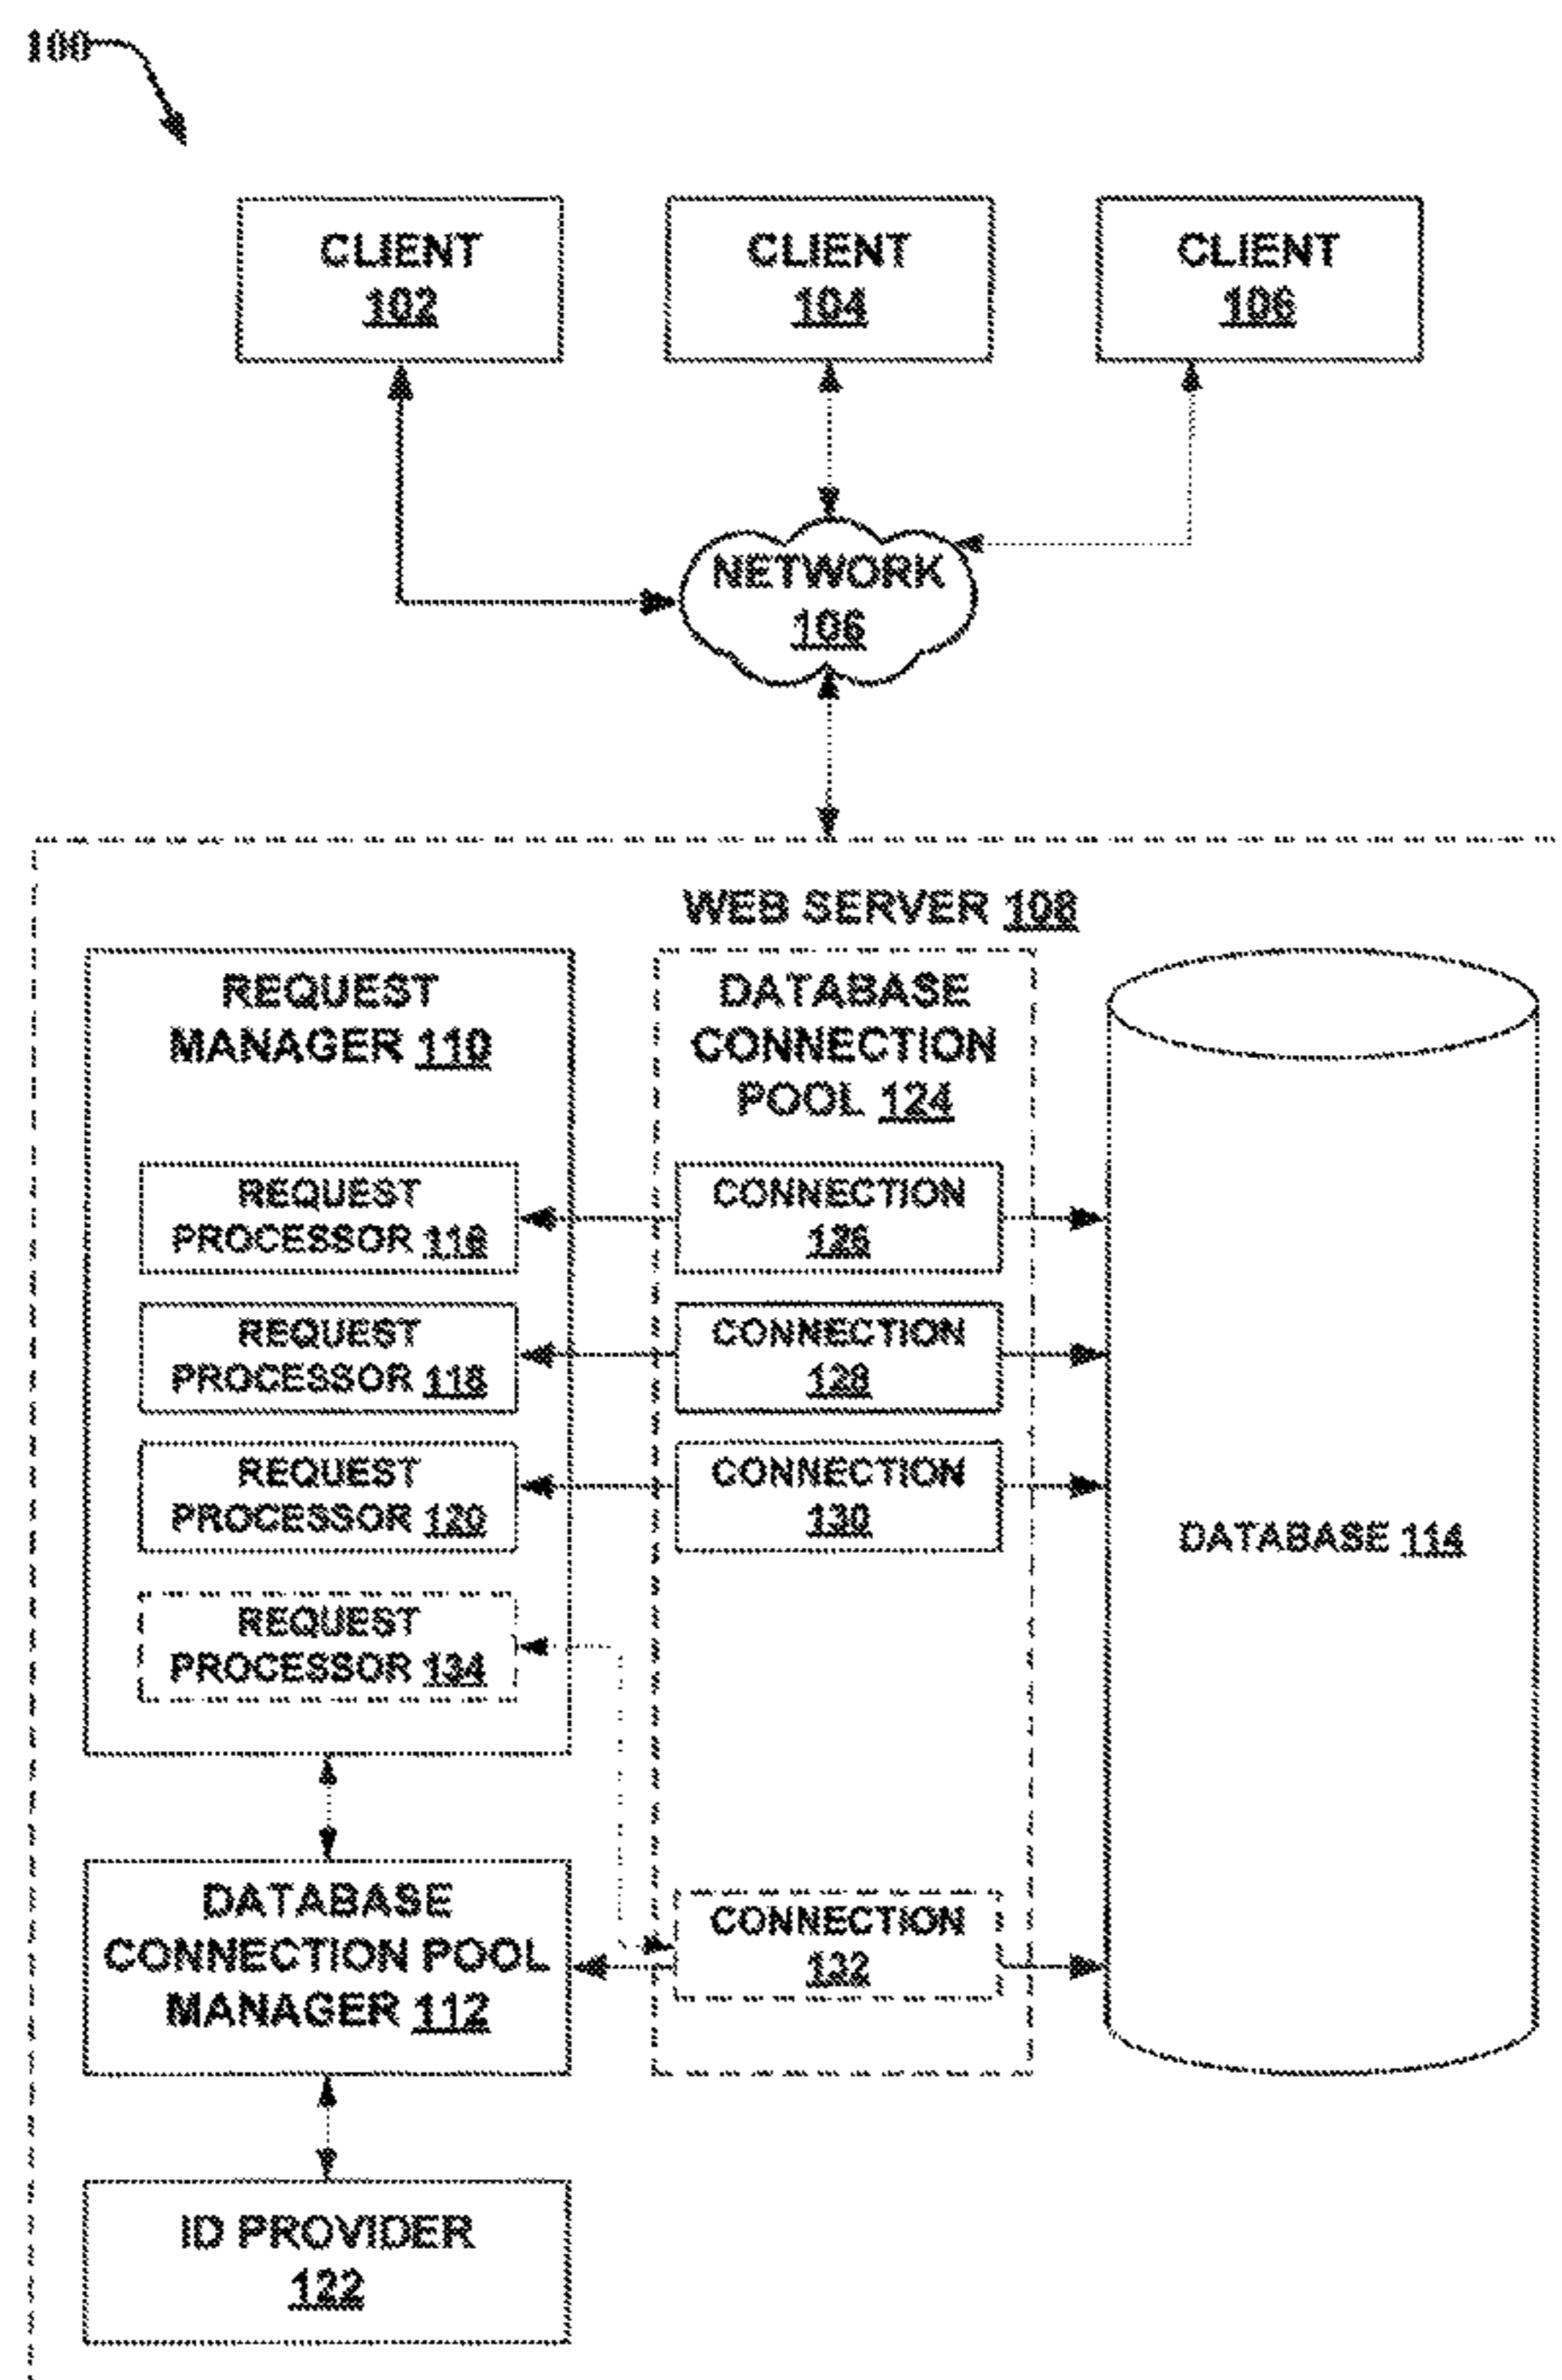 100
CLIENT
102
CLIENT
104
CLIENT
106
NETWORK
106
WEB SERVER 108
REQUEST
MANAGER 110
REQUEST
PROCESSOR 116
REQUEST
PROCESSOR 118
REQUEST
PROCESSOR 120
REQUEST
PROCESSOR 134
DATABASE
CONNECTION
POOL 124
CONNECTION
126
CONNECTION
128
CONNECTION
130
CONNECTION
132
DATABASE 114
DATABASE
CONNECTION POOL
MANAGER 112
ID PROVIDER
122